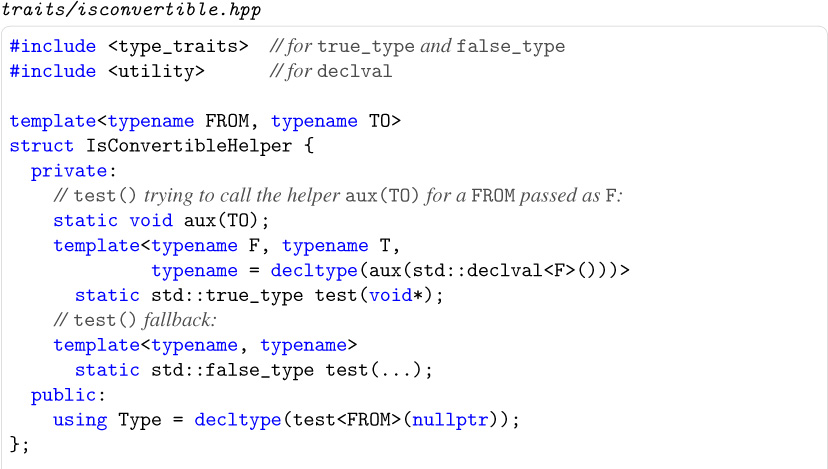 traits/isconvertible.hpp
#include <type_traits>  // for true_type and false_type
#include <utility>      // for declval

template<typename FROM, typename TO>
struct IsConvertibleHelper {
  private:
    // test() trying to call the helper aux(TO) for a FROM passed as F:
    static void aux(TO);
    template<typename F, typename T,
             typename = decltype(aux(std::declval<F>()))>
      static std::true_type test(void*);
    // test() fallback:
    template<typename, typename>
      static std::false_type test(...);
  public:
    using Type = decltype(test<FROM>(nullptr));
};